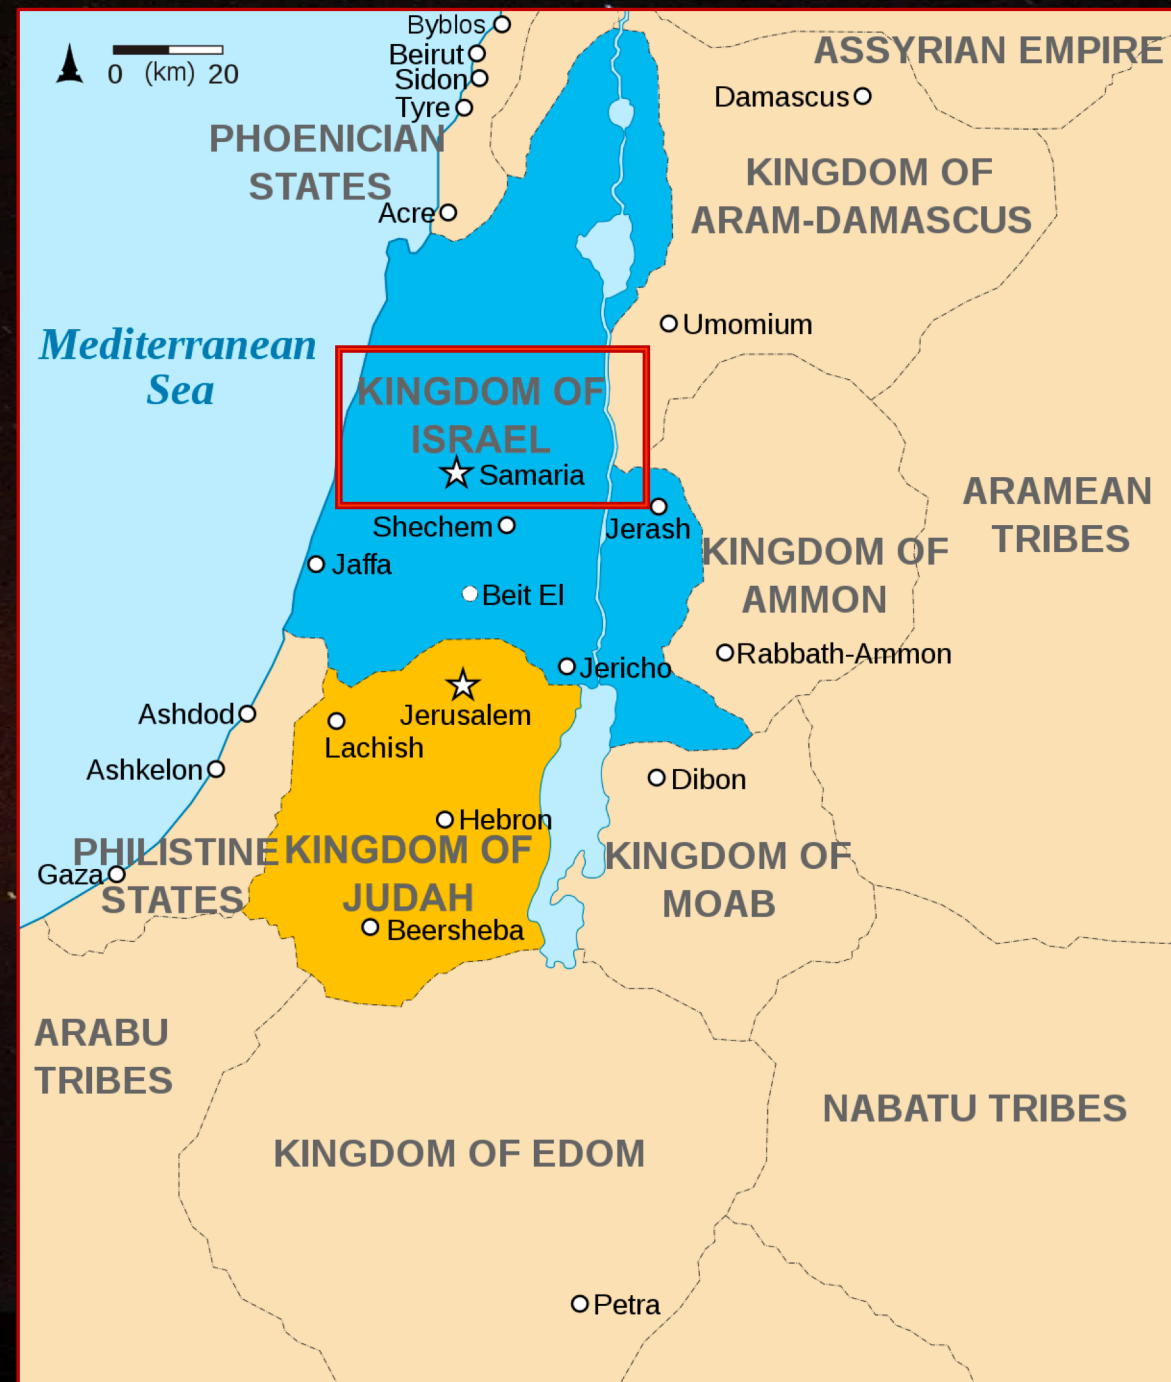 Byblos
Beirut
Sidon
Tyre
0 (km) 20
ASSYRIAN EMPIRE
Damascus
PHOENICIAN
STATES
KINGDOM OF
ARAM-DAMASCUS
Acre
Umomium
Mediterranean
Sea
KINGDOM OF
ISRAEL
Samaria
ARAMEAN
TRIBES
Shechem
Jerash
KINGDOM OF
AMMON
Jaffa
Beit El
Rabbath-Ammon
Jericho
Jerusalem
Ashdod
Lachish
Ashkelon
Dibon
Hebron
PHILISTINE
STATES
KINGDOM OF
JUDAH
KINGDOM OF
MOAB
Gaza
Beersheba
ARABU
TRIBES
NABATU TRIBES
KINGDOM OF EDOM
Petra